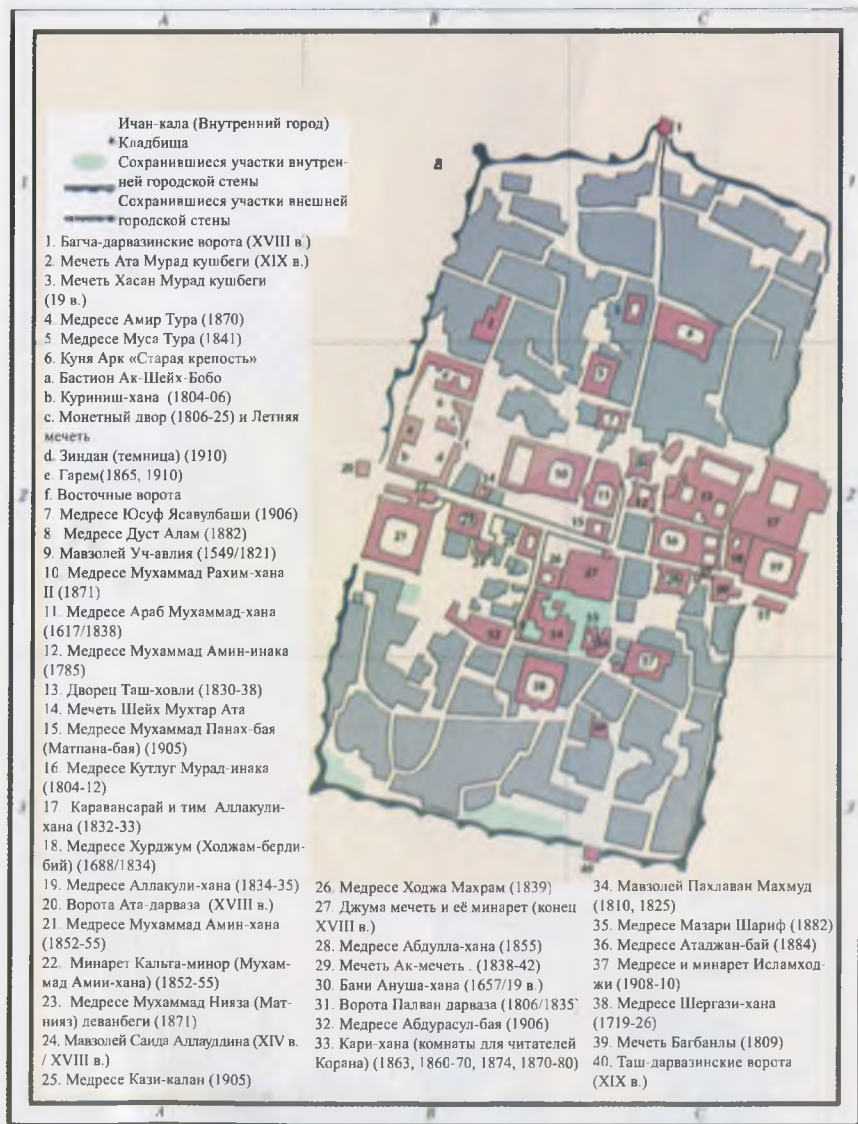 A B C
Ичан-кала (Внутренний город)
Кладбища
Сохранившиеся участки внутрен-
ней городской стены
Сохранившиеся участки внешней
городской стены
1. Багча-дарвазинские ворота (XVIII в.)
2. Мечеть Ата Мурад кушбеги (XIX в.)
3. Мечеть Хасан Мурад кушбеги
(19 в.)
4. Медресе Амир Тура (1870)
5. Медресе Муса Тура (1841)
6. Куня Арк «Старая крепость»
a. Бастион Ак-Шейх-Бобо
b. Куриниш-хана (1804-06)
c. Монетный двор (1806-25) и Летняя
мечеть
d. Зиндан (темница) (1910)
e. Гарем(1865, 1910)
f. Восточные ворота
7. Медресе Юсуф Ясавулбаши (1906)
8. Медресе Дуст Алам (1882)
9. Мавзолей Уч-авлия (1549/1821)
10. Медресе Мухаммад Рахим-хана
II (1871)
11. Медресе Араб Мухаммад-хана
(1617/1838)
12. Медресе Мухаммад Амин-инака
(1785)
13. Дворец Таш-ховли (1830-38)
14. Мечеть Шейх Мухтар Ата
15. Медресе Мухаммад Панах-бая
(Матпана-бая) (1905)
16. Медресе Кутлуг Мурад-инака
(1804-12)
17. Каравансарай и тим Аллакули-
хана (1832-33)
18. Медресе Хурджум (Ходжам-берди-
бий) (1688/1834)
19. Медресе Аллакули-хана (1834-35)
20. Ворота Ата-дарваза (XVIII в.)
21. Медресе Мухаммад Амин-хана
(1852-55)
22. Минарет Кальта-минор (Мухам-
мад Амин-хана) (1852-55)
23. Медресе Мухаммад Нияза (Мат-
нияз) деванбеги (1871)
24. Мавзолей Саида Аллауддина (XIV в.
/ XVIII в.)
25. Медресе Кази-калан (1905)
26. Медресе Ходжа Махрам (1839)
27. Джума мечеть и её минарет (конец
XVIII в.)
28. Медресе Абдулла-хана (1855)
29. Мечеть Ак-мечеть . (1838-42)
30. Бани Ануша-хана (1657/19 в.)
31. Ворота Палван дарваза (1806/1835)
32. Медресе Абдурасул-бая (1906)
33. Кари-хана (комнаты для читателей
Корана) (1863, 1860-70, 1874, 1870-80)
34. Мавзолей Пахлаван Махмуд
(1810, 1825)
35. Медресе Мазари Шариф (1882)
36. Медресе Атаджан-бай (1884)
37 Медресе и минарет Исламход-
жи (1908-10)
38. Медресе Шергази-хана
(1719-26)
39. Мечеть Багбанлы (1809)
40. Таш-дарвазинские ворота
(XIX в.)
A B C